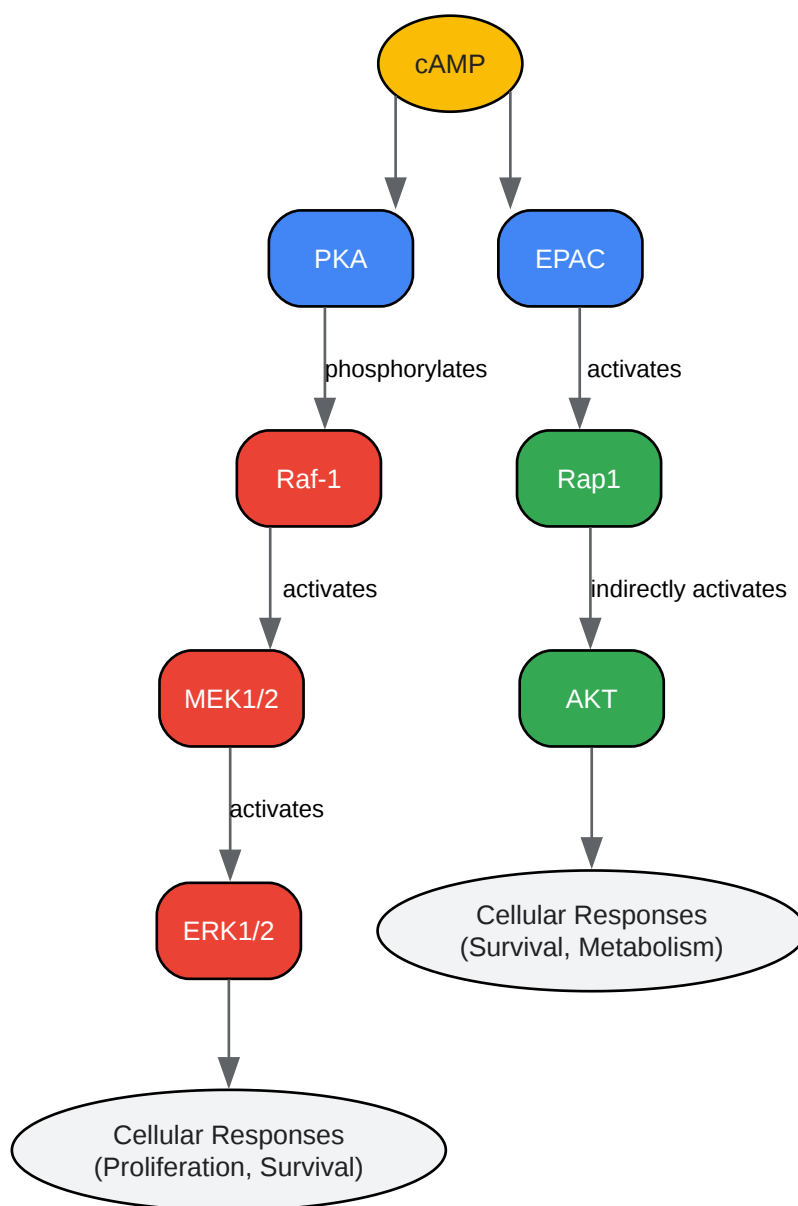 cAMP
PKA
EPAC
phosphorylates
activates
Raf-1
Rap1
activates
indirectly activates
MEK1/2
AKT
activates
ERK1/2
Cellular Responses
(Survival, Metabolism)
Cellular Responses
(Proliferation, Survival)